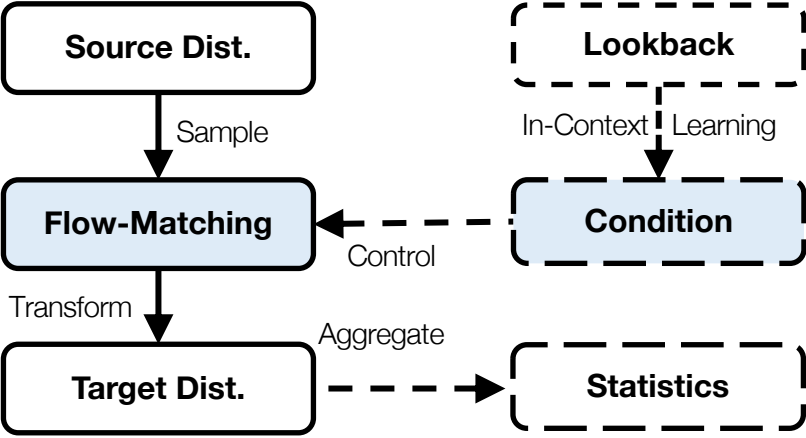 Source Dist.
Lookback
Sample
In-Context Learning
Flow-Matching
Condition
Control
Transform
Aggregate
Target Dist.
Statistics